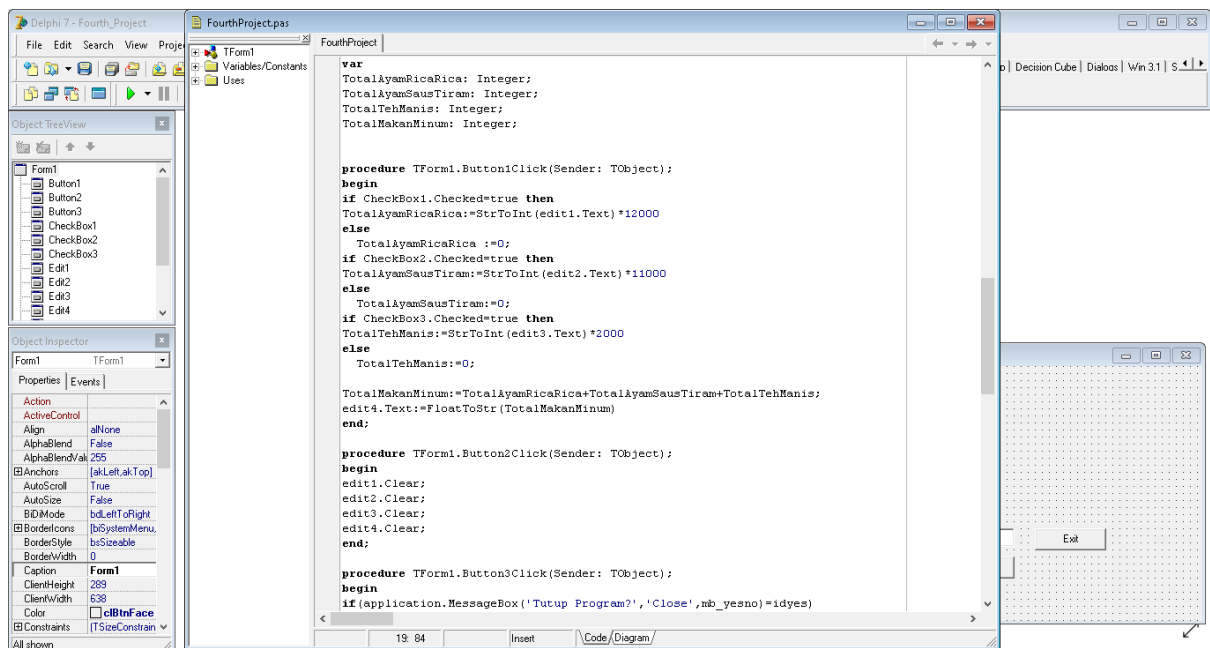 Delphi 7 - Fourth_Project
File Edit Search View Proje
Object TreeView
Form1
Button1
Button2
Button3
CheckBox1
CheckBox2
CheckBox3
Edit1
Edit2
Edit3
Edit4
Object Inspector
Form1 TForm1
Properties Events
Action
ActiveControl
Align alNone
AlphaBlend False
AlphaBlendVal 255
Anchors [akLeft,akTop]
AutoScroll True
AutoSize False
BiDiMode bdLeftToRight
BorderIcons [biSystemMenu,
BorderStyle bsSizeable
BorderWidth 0
Caption Form1
ClientHeight 289
ClientWidth 638
Color clBtnFace
Constraints (TSizeConstrain
All shown
FourthProject.pas
TForm1
Variables/Constants
Uses
FourthProject
var
TotalAyamRicaRica: Integer;
TotalAyamSausTiram: Integer;
TotalTehManis: Integer;
TotalMakanMinum: Integer;
procedure TForm1.Button1Click(Sender: TObject);
begin
if CheckBox1.Checked=true then
TotalAyamRicaRica:=StrToInt(edit1.Text)*12000
else
TotalAyamRicaRica :=0;
if CheckBox2.Checked=true then
TotalAyamSausTiram:=StrToInt(edit2.Text)*11000
else
TotalAyamSausTiram:=0;
if CheckBox3.Checked=true then
TotalTehManis:=StrToInt(edit3.Text)*2000
else
TotalTehManis:=0;
TotalMakanMinum:=TotalAyamRicaRica+TotalAyamSausTiram+TotalTehManis;
edit4.Text:=FloatToStr(TotalMakanMinum)
end;
procedure TForm1.Button2Click(Sender: TObject);
begin
edit1.Clear;
edit2.Clear;
edit3.Clear;
edit4.Clear;
end;
procedure TForm1.Button3Click(Sender: TObject);
begin
if(application.MessageBox('Tutup Program?','Close',mb_yesno)=idyes)
19: 84 Insert Code Diagram
Decision Cube Dialogs Win 3.1 S
Exit